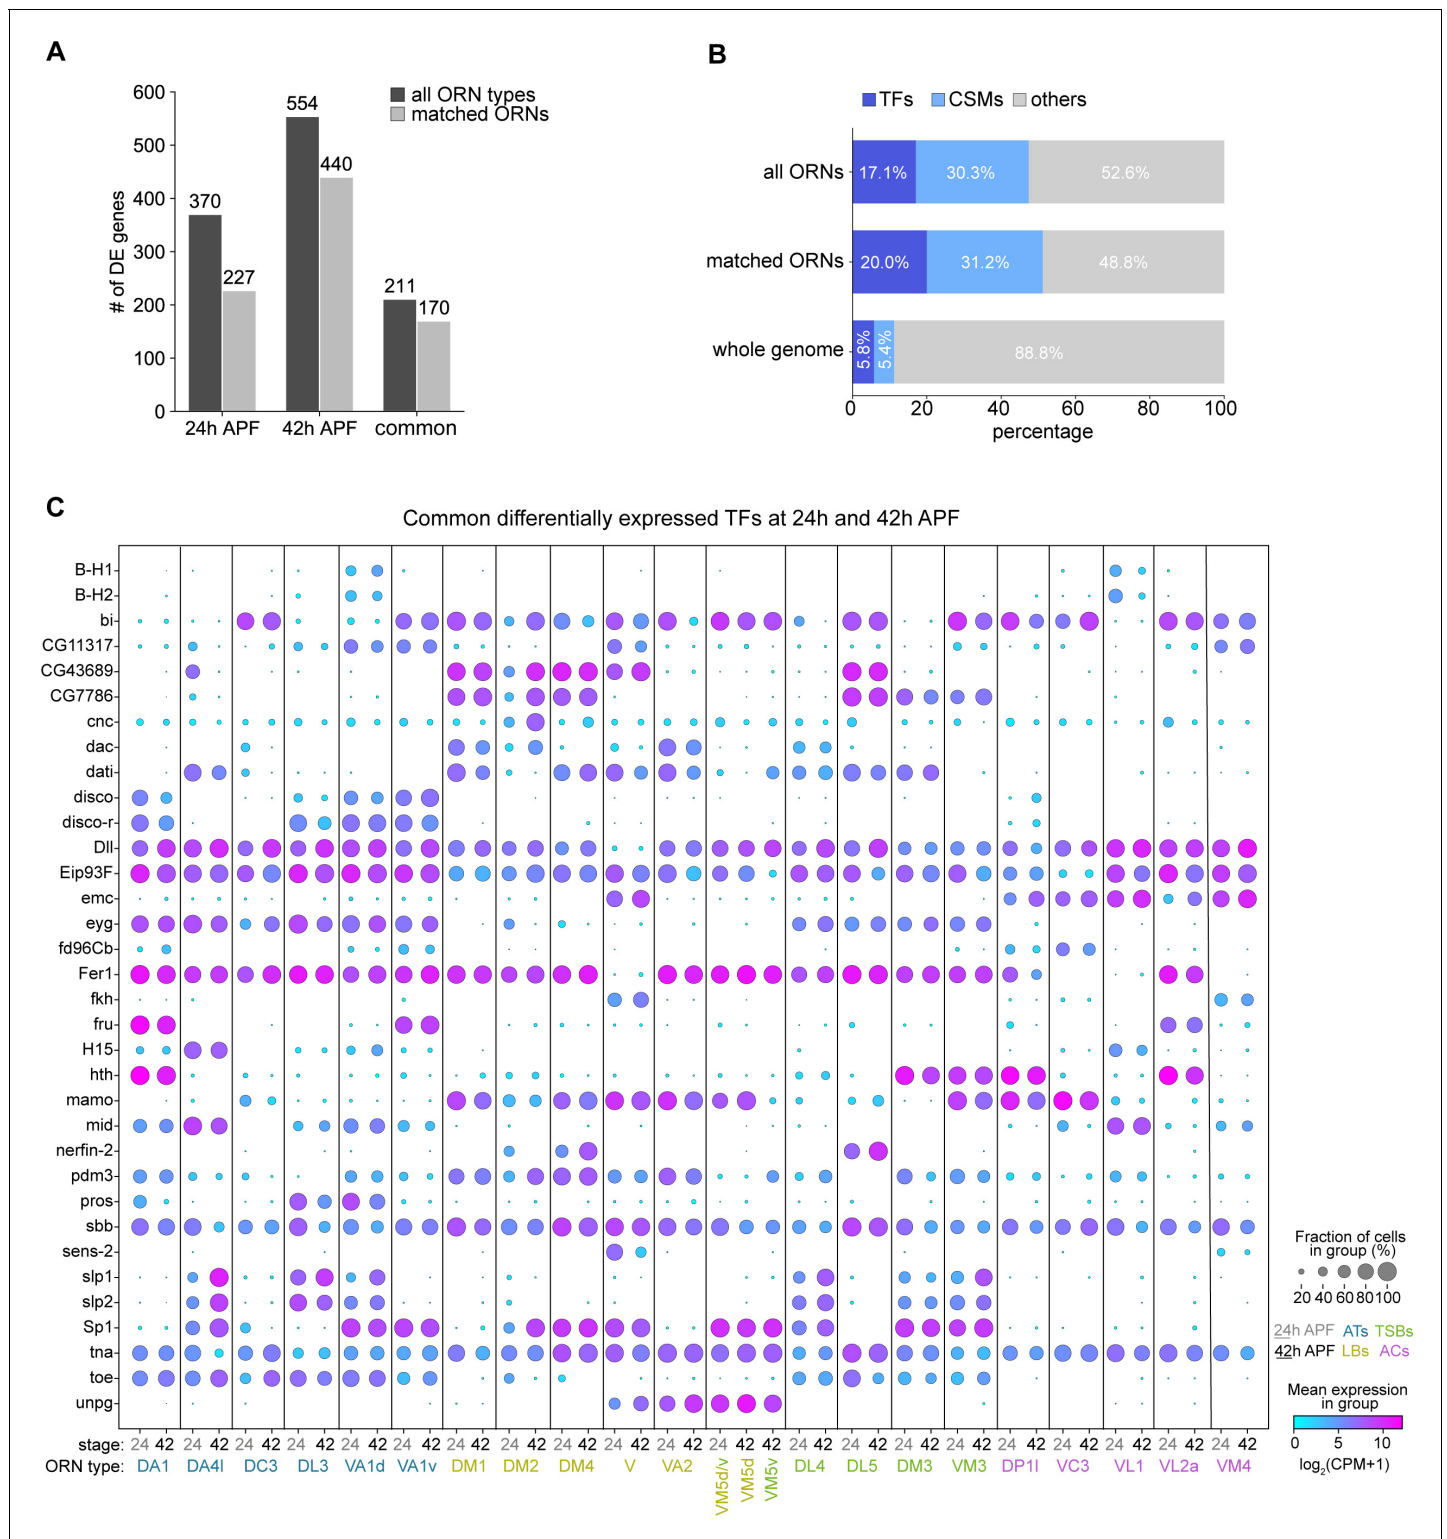 A
# of DE genes
600
500
400
300
200
100
0
370
227
554
440
211
170
24h APF
42h APF
common
all ORN types
matched ORNs
B
TFs CSMs others
all ORNs 17.1% 30.3% 52.6%
matched ORNs 20.0% 31.2% 48.8%
whole genome 5.8% 5.4% 88.8%
0 20 40 60 80 100
percentage
C
Common differentially expressed TFs at 24h and 42h APF
B-H1
B-H2
bi
CG11317
CG43689
CG7786
cnc
dac
dati
disco
disco-r
Dll
Eip93F
emc
eyg
fd96Cb
Fer1
fkh
fru
H15
hth
mamo
mid
nerfin-2
pdm3
pros
sbb
sens-2
slp1
slp2
Sp1
tna
toe
unpg
stage: 24 42 24 42 24 42 24 42 24 42 24 42 24 42 24 42 24 42 24 42 24 42 24 42 42 24 42 24 42 24 42 24 42 24 42 24 42 24 42 24 42 24 42
ORN type: DA1 DA4l DC3 DL3 VA1d VA1v DM1 DM2 DM4 V VA2 VM5d/v VM5d VM5v DL4 DL5 DM3 VM3 DP1l VC3 VL1 VL2a VM4
Fraction of cells
in group (%)
20 40 60 80 100
24h APF ATs TSBs
42h APF LBs ACs
Mean expression
in group
0 5 10
log2(CPM+1)